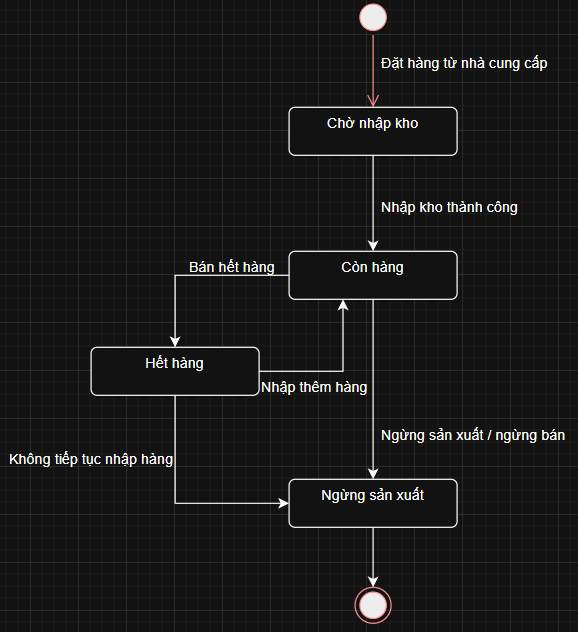 Đặt hàng từ nhà cung cấp
Chờ nhập kho
Nhập kho thành công
Còn hàng
Bán hết hàng
Hết hàng
Nhập thêm hàng
Ngừng sản xuất / ngừng bán
Không tiếp tục nhập hàng
Ngừng sản xuất